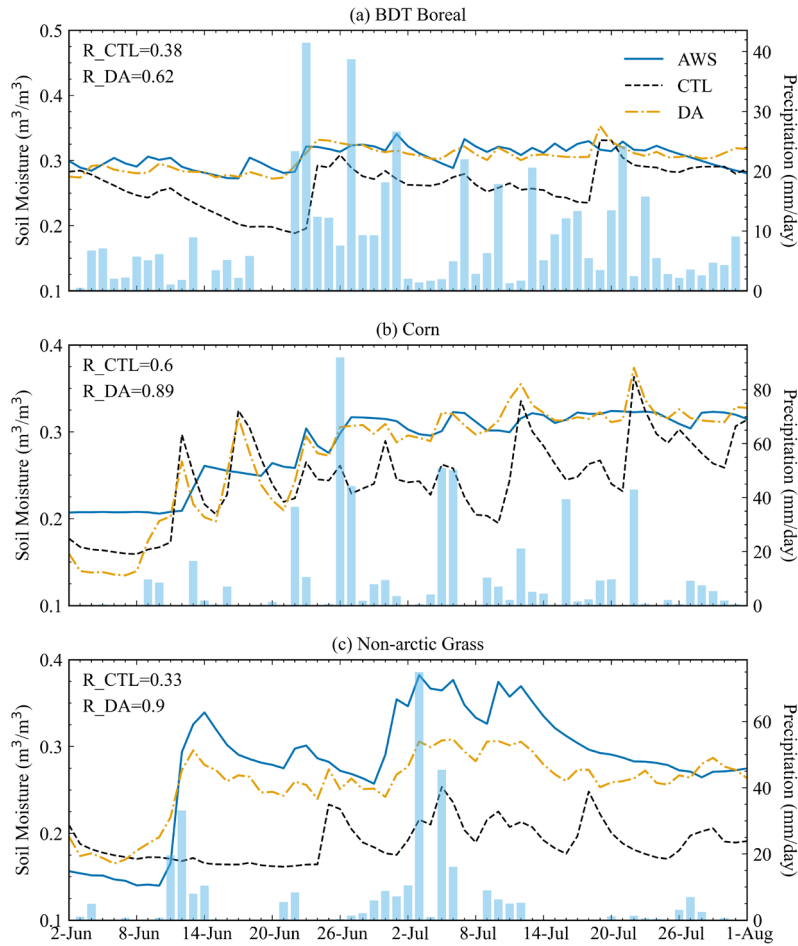 (a) BDT Boreal
R_CTL=0.38
R_DA=0.62
AWS
CTL
DA
Soil Moisture (m³/m³)
0.5
0.4
0.3
0.2
0.1
Precipitation (mm/day)
40
30
20
10
0
(b) Corn
R_CTL=0.6
R_DA=0.89
Soil Moisture (m³/m³)
0.4
0.3
0.2
0.1
Precipitation (mm/day)
80
60
40
20
0
(c) Non-arctic Grass
R_CTL=0.33
R_DA=0.9
Soil Moisture (m³/m³)
0.4
0.3
0.2
0.1
Precipitation (mm/day)
60
40
20
0
2-Jun 8-Jun 14-Jun 20-Jun 26-Jun 2-Jul 8-Jul 14-Jul 20-Jul 26-Jul 1-Aug